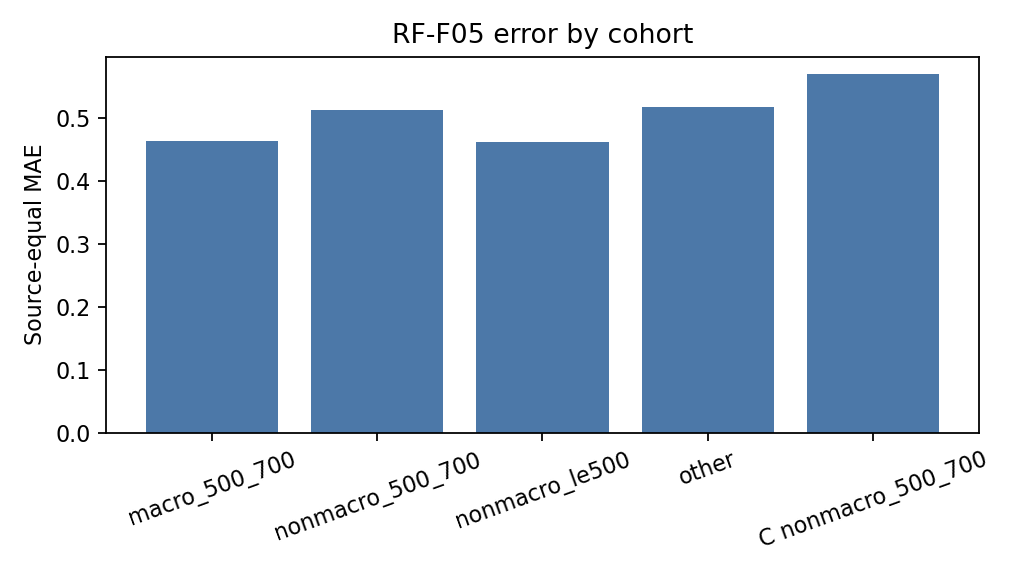 RF-F05 error by cohort
Source-equal MAE
0.5
0.4
0.3
0.2
0.1
0.0
macro_500_700
nonmacro_500_700
nonmacro_le500
other
C nonmacro_500_700